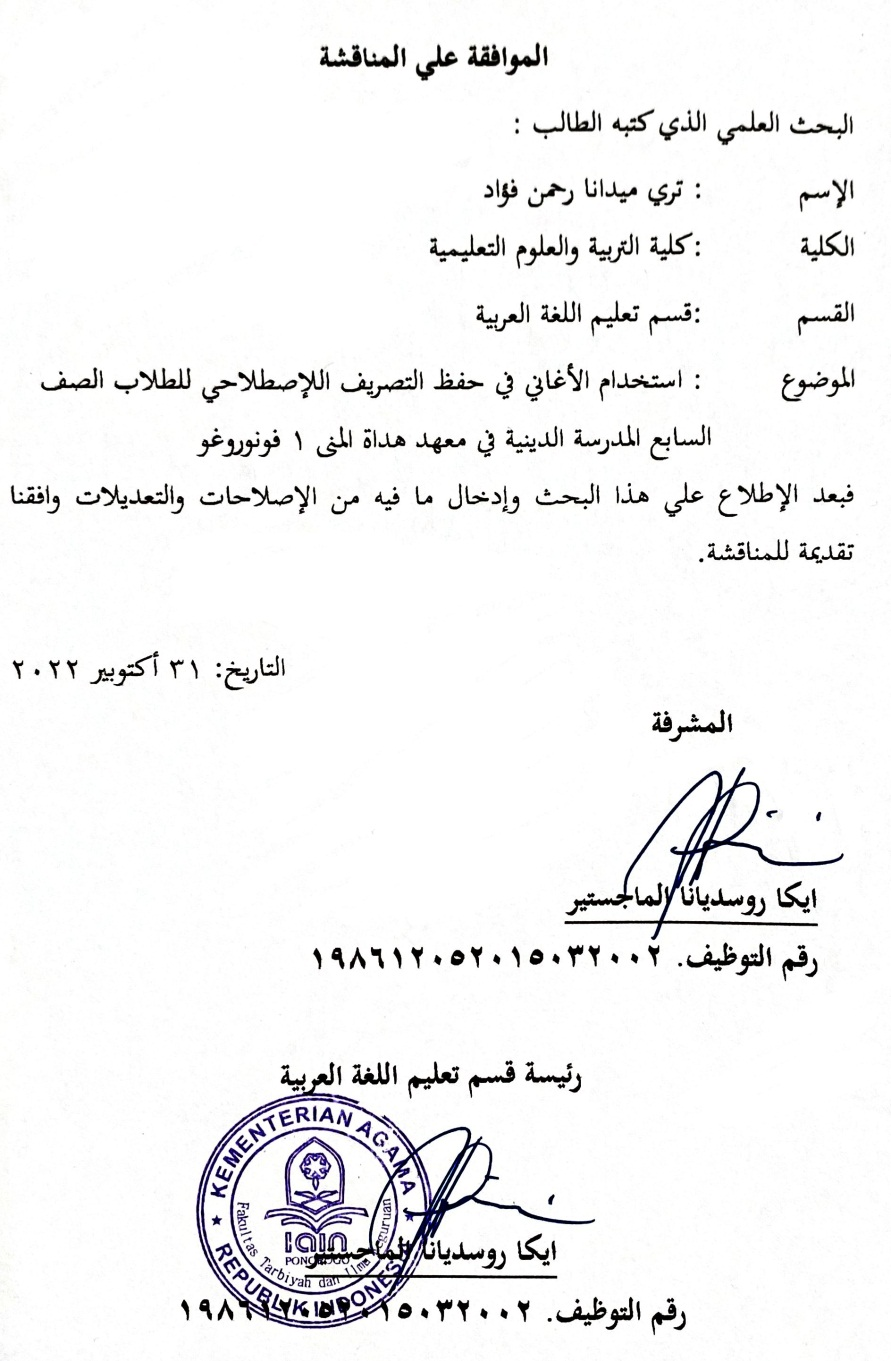 الموافقة علي المناقشة
البحث العلمي الذي كتبه الطالب :
الإسم : تري ميدانا رحمن فؤاد
الكلية :كلية التربية والعلوم التعليمية
القسم :قسم تعليم اللغة العربية
الموضوع : استخدام الأغاني في حفظ التصريف اللإصطلاحي للطلاب الصف
السابع المدرسة الدينية في معهد هداة المنى ١ فونوروغو
فبعد الإطلاع علي هذا البحث وإدخال ما فيه من الإصلاحات والتعديلات وافقنا
تقديمة للمناقشة.
التاريخ: ٣١ أكتوبير ٢٠٢٢
المشرفة
ايكا روسديانا الماجستير
رقم التوظيف. ١٩٨٦١٢٠٥٢٠١٥٠٣٢٠٠٢
رئيسة قسم تعليم اللغة العربية
KEMENTERIAN AGAMA
REPUBLIK INDONESIA
Fakultas Tarbiyah dan Ilmu Keguruan
iain
PONOROGO
ايكا روسديانا الماجستير
رقم التوظيف. ١٩٨٦١٢٠٥٢٠١٥٠٣٢٠٠٢